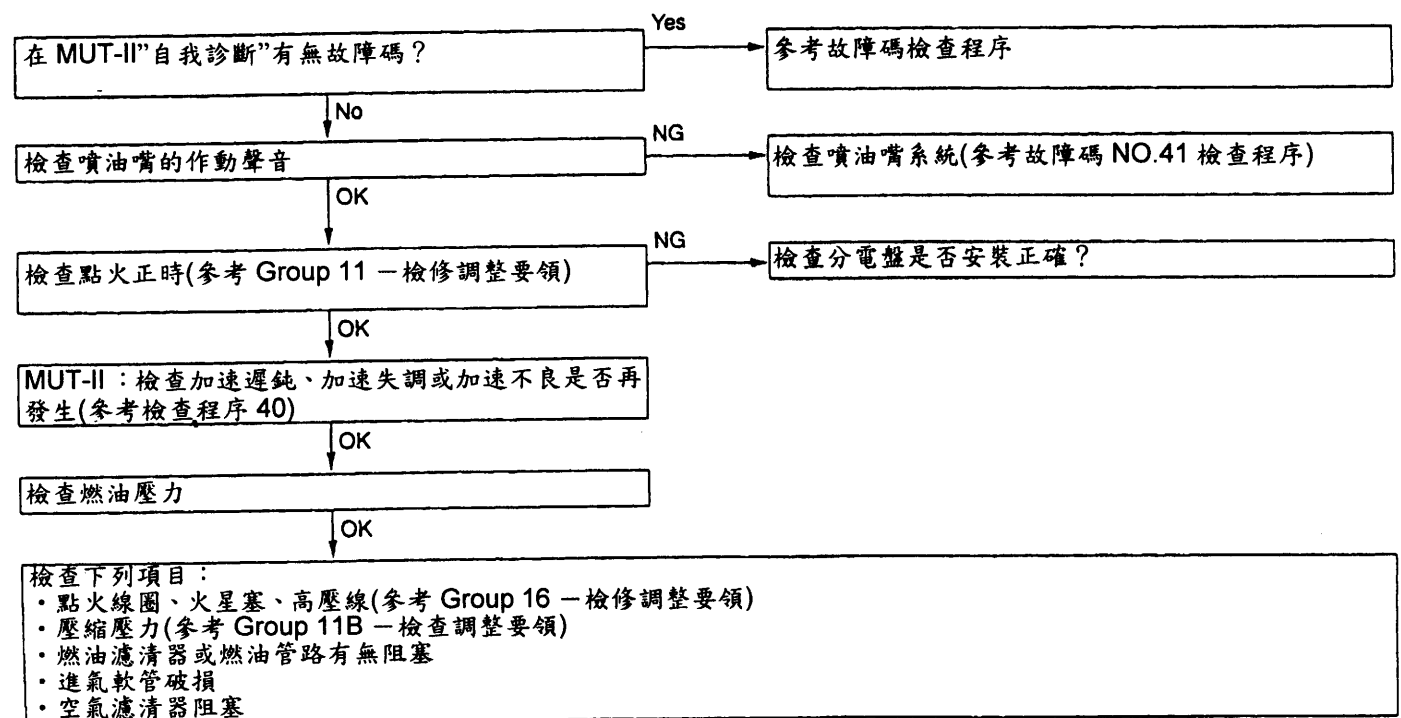 在 MUT-II”自我診斷”有無故障碼？
Yes
參考故障碼檢查程序
No
檢查噴油嘴的作動聲音
NG
檢查噴油嘴系統(參考故障碼 NO.41 檢查程序)
OK
檢查點火正時(參考 Group 11 －檢修調整要領)
NG
檢查分電盤是否安裝正確？
OK
MUT-II ：檢查加速遲鈍、加速失調或加速不良是否再
發生(參考檢查程序 40)
OK
檢查燃油壓力
OK
檢查下列項目：
・點火線圈、火星塞、高壓線(參考 Group 16 －檢修調整要領)
・壓縮壓力(參考 Group 11B －檢查調整要領)
・燃油濾清器或燃油管路有無阻塞
・進氣軟管破損
・空氣濾清器阻塞